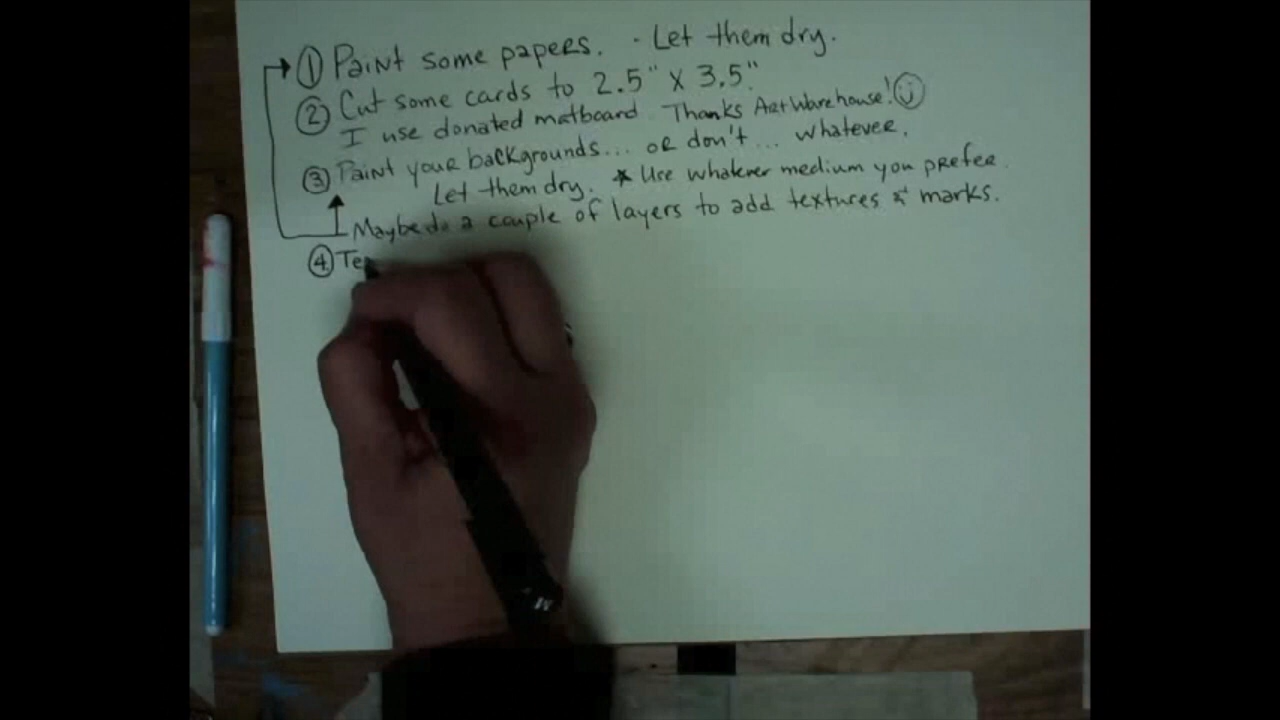 ① Paint some papers. · Let them dry.
② Cut some cards to 2.5" x 3.5".
I use donated matboard Thanks Art Warehouse!
③ Paint your backgrounds... or don't... whatever.
Let them dry. * Use whatever medium you prefer.
Maybe do a couple of layers to add textures & marks.
④ Te